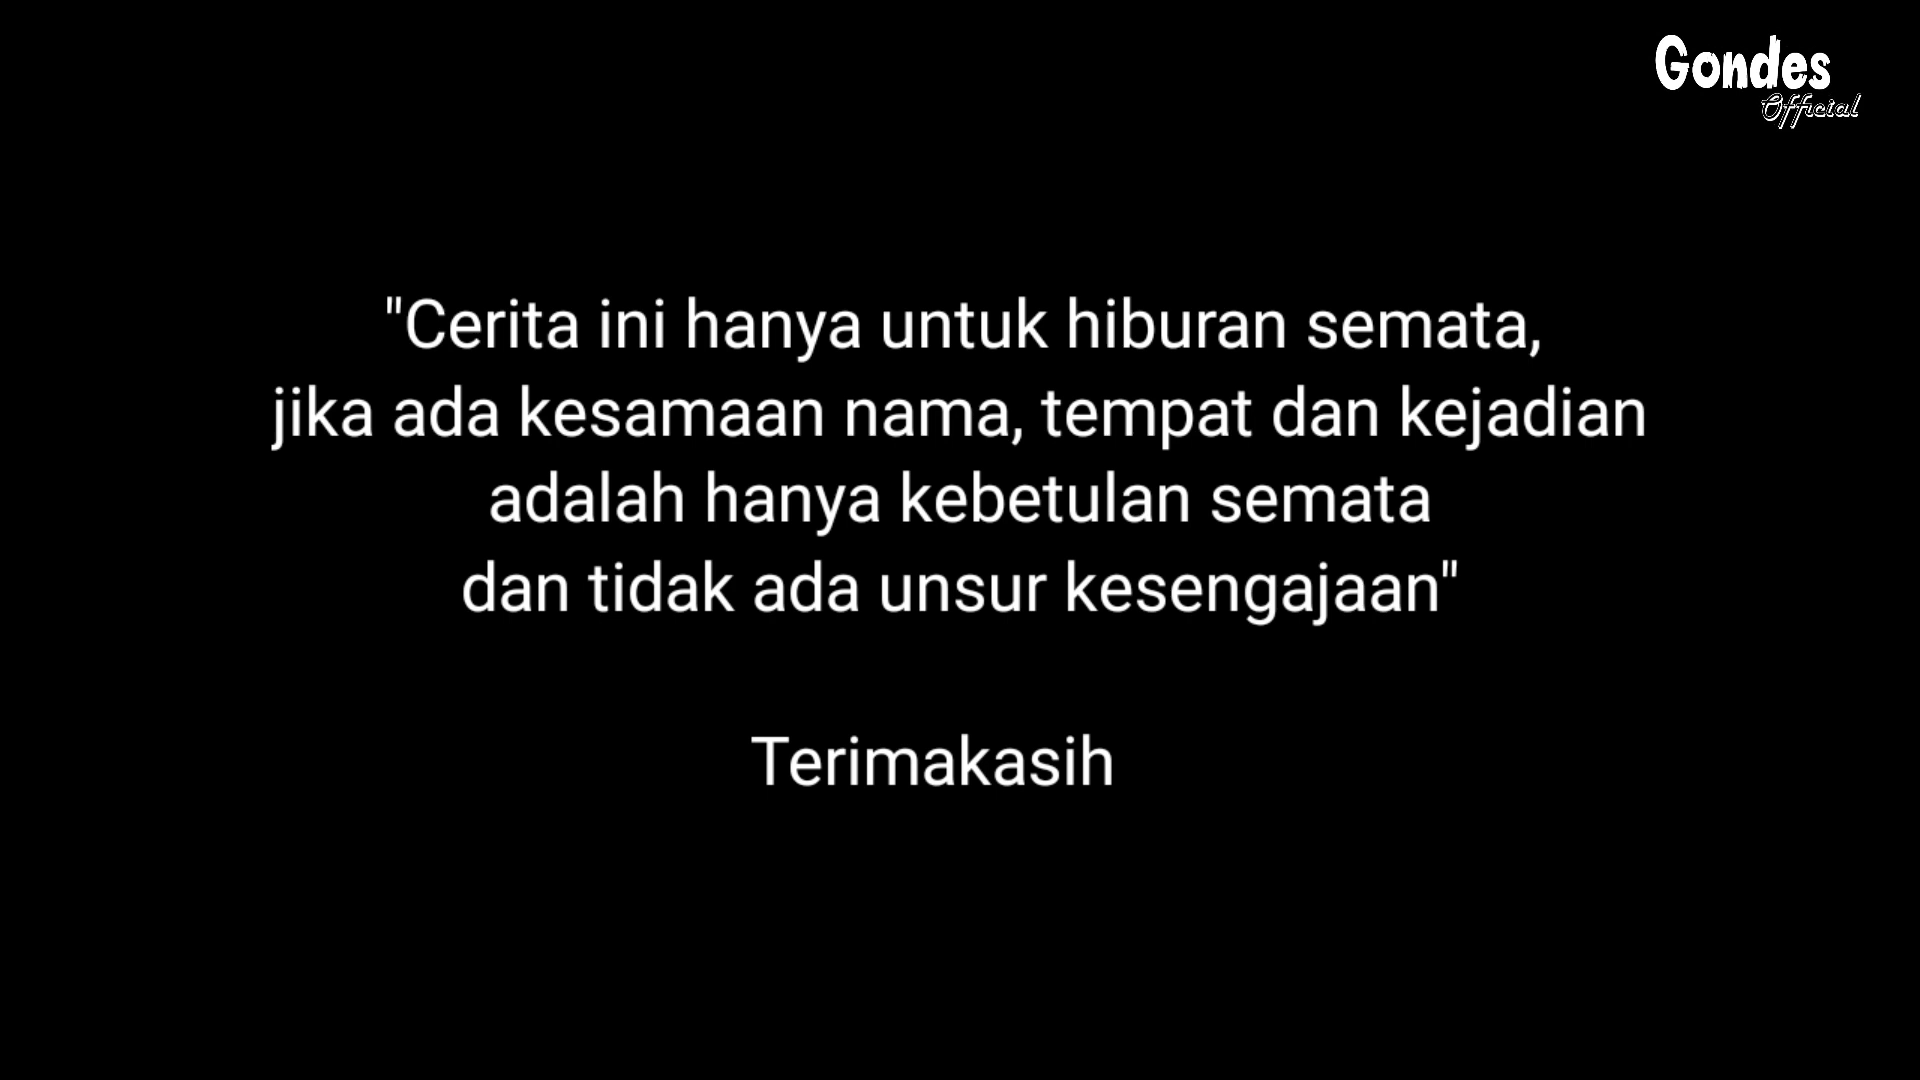 Gondes
Official
"Cerita ini hanya untuk hiburan semata,
jika ada kesamaan nama, tempat dan kejadian
adalah hanya kebetulan semata
dan tidak ada unsur kesengajaan"
Terimakasih